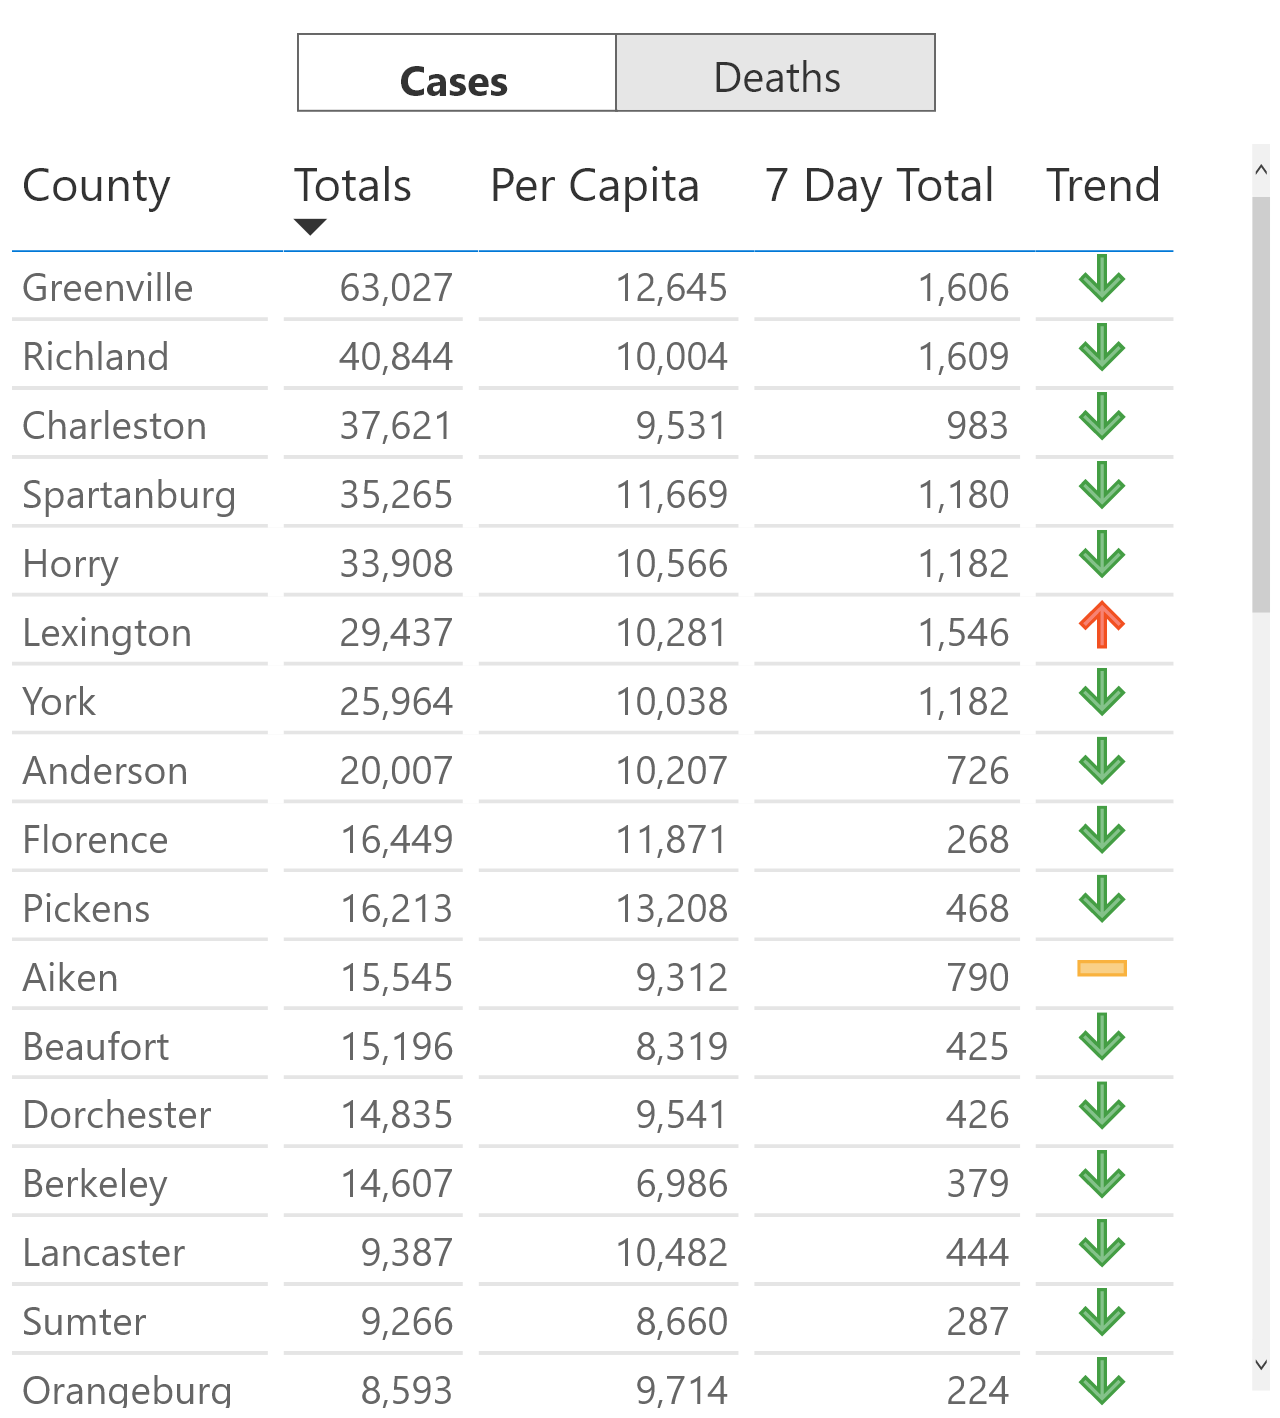 Cases Deaths
County Totals Per Capita 7 Day Total Trend
Greenville 63,027 12,645 1,606
Richland 40,844 10,004 1,609
Charleston 37,621 9,531 983
Spartanburg 35,265 11,669 1,180
Horry 33,908 10,566 1,182
Lexington 29,437 10,281 1,546
York 25,964 10,038 1,182
Anderson 20,007 10,207 726
Florence 16,449 11,871 268
Pickens 16,213 13,208 468
Aiken 15,545 9,312 790
Beaufort 15,196 8,319 425
Dorchester 14,835 9,541 426
Berkeley 14,607 6,986 379
Lancaster 9,387 10,482 444
Sumter 9,266 8,660 287
Orangeburg 8,593 9,714 224